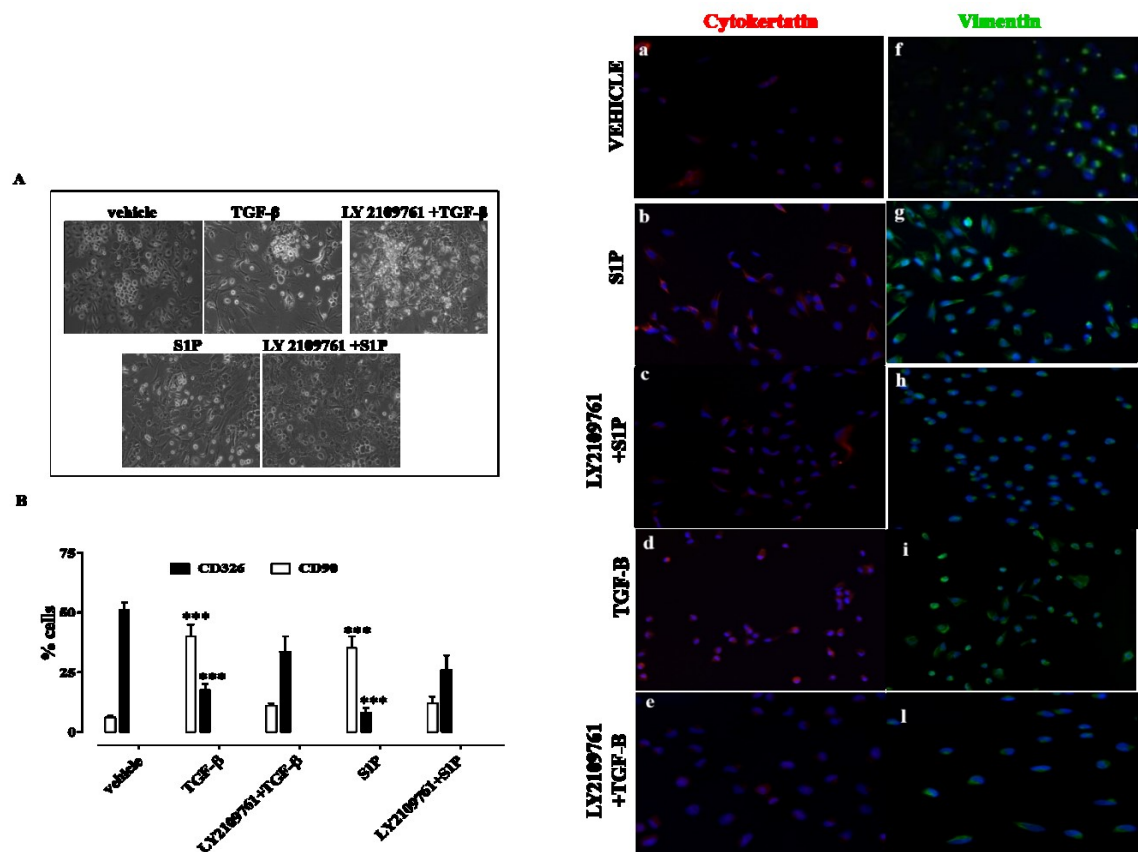 A
vehicle TGF-β LY 2109761 +TGF-β
S1P LY 2109761 +S1P
B
75
50
25
0
% cells
CD326 CD90
*** *** *** ***
vehicle
TGF-β
LY2109761+TGF-β
S1P
LY2109761+S1P
Cytokertatin Vimentin
VEHICLE
a f
S1P
b g
LY2109761
+S1P
c h
TGF-B
d i
LY2109761
+TGF-B
e l